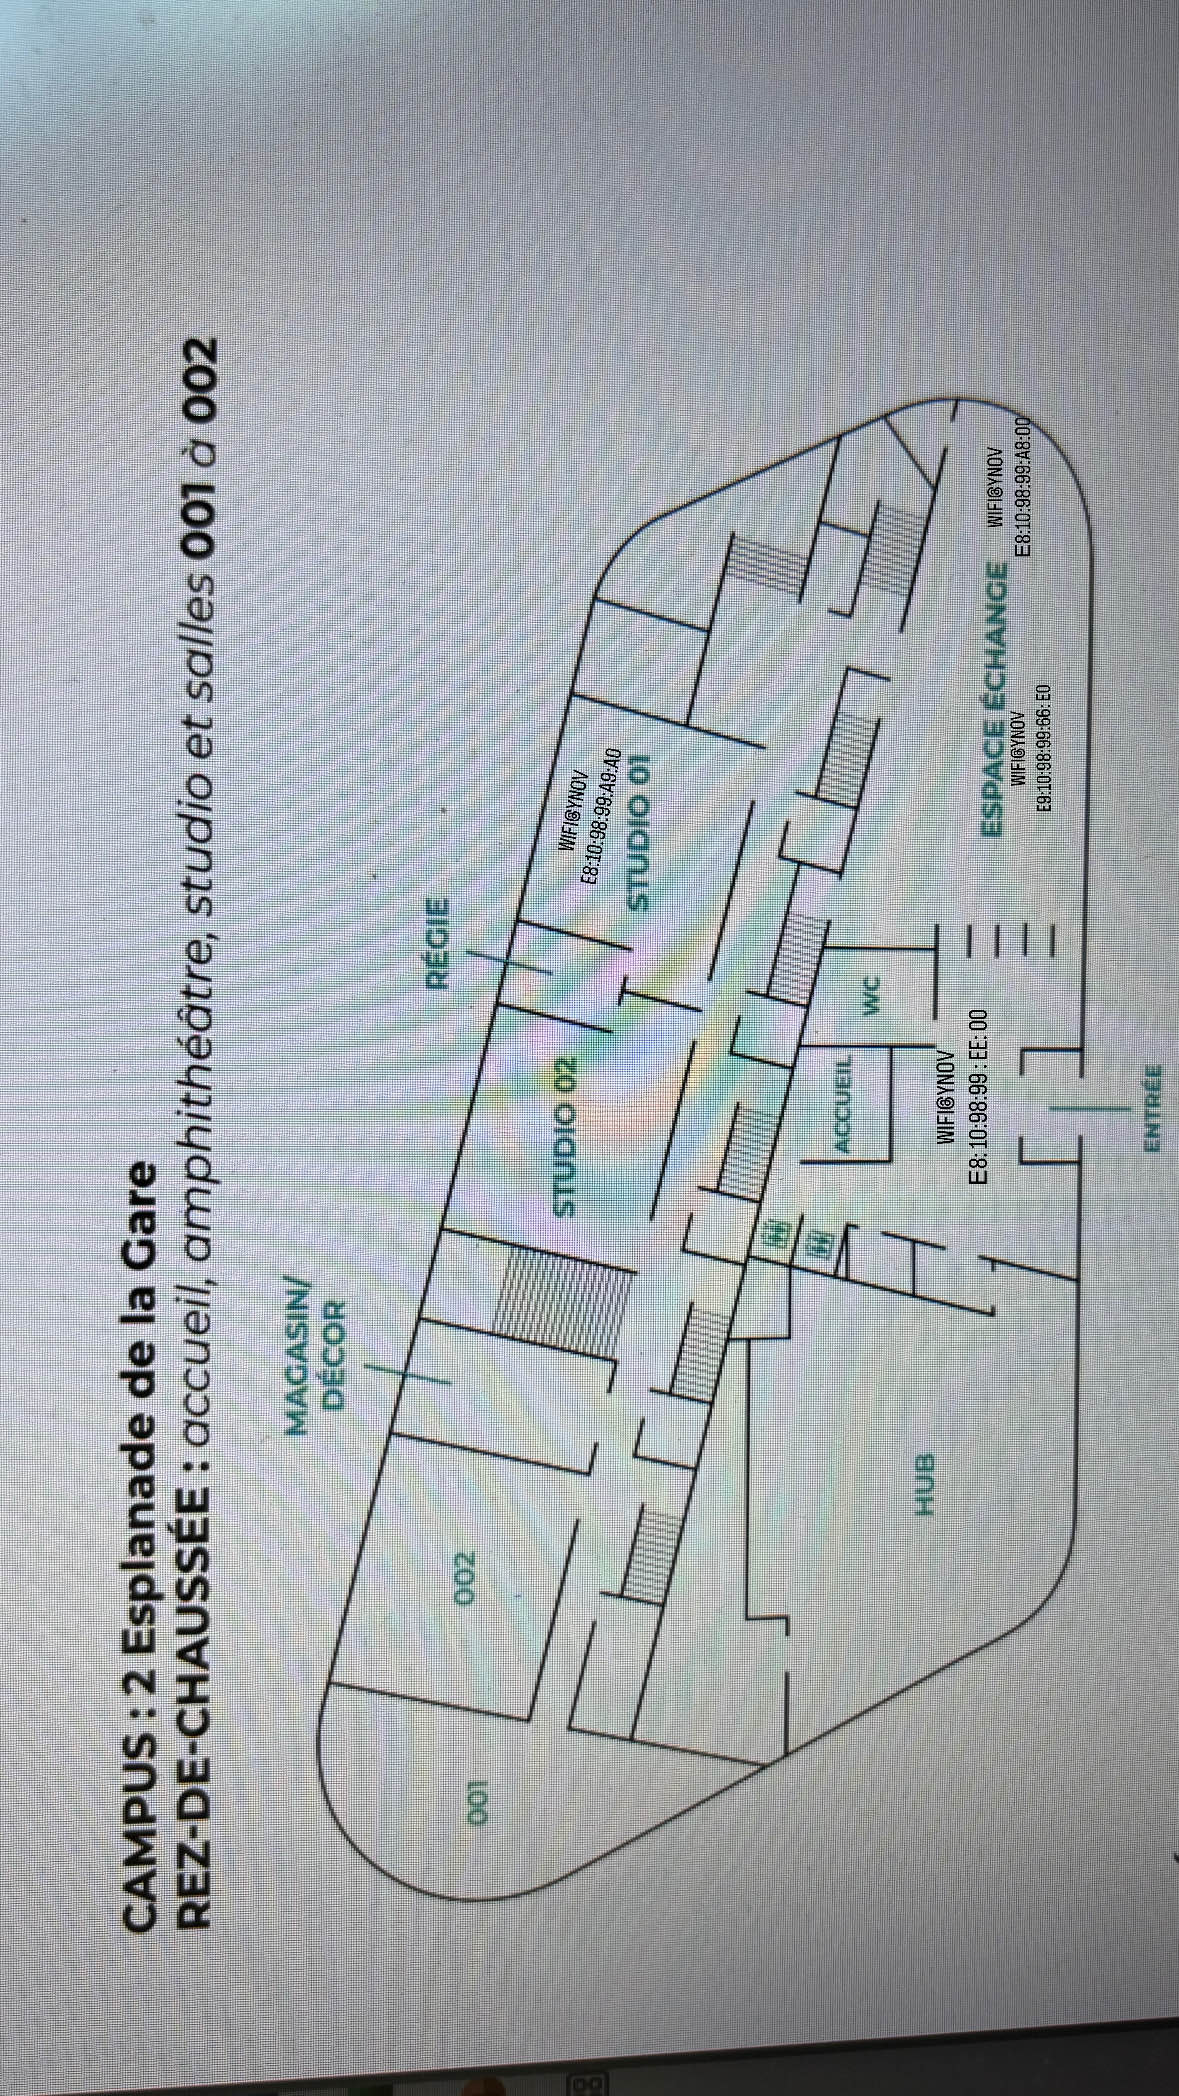 CAMPUS : 2 Esplanade de la Gare
REZ-DE-CHAUSSÉE : accueil, amphithéâtre, studio et salles 001 à 002
MAGASIN/
DÉCOR
RÉGIE
001
002
STUDIO 02
WIFI@YNOV
E8:10:98:99:A9:A0
STUDIO 01
ACCUEIL
WC
HUB
WIFI@YNOV
E8:10:98:99:EE:00
ESPACE ÉCHANGE
WIFI@YNOV
E9:10:98:99:66:E0
WIFI@YNOV
E8:10:98:99:A8:00
ENTRÉE